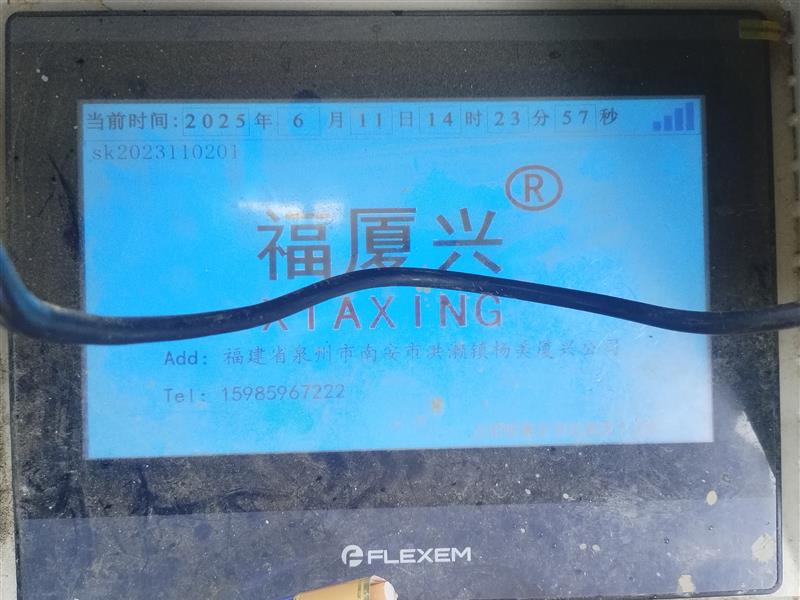 当前时间:2025年 6 月11日14时23分57秒
sk2023110201
福厦兴®
XIAXING
Add: 福建省泉州市南安市洪濑镇杨美厦兴公司
Tel: 15985967222
FLEXEM